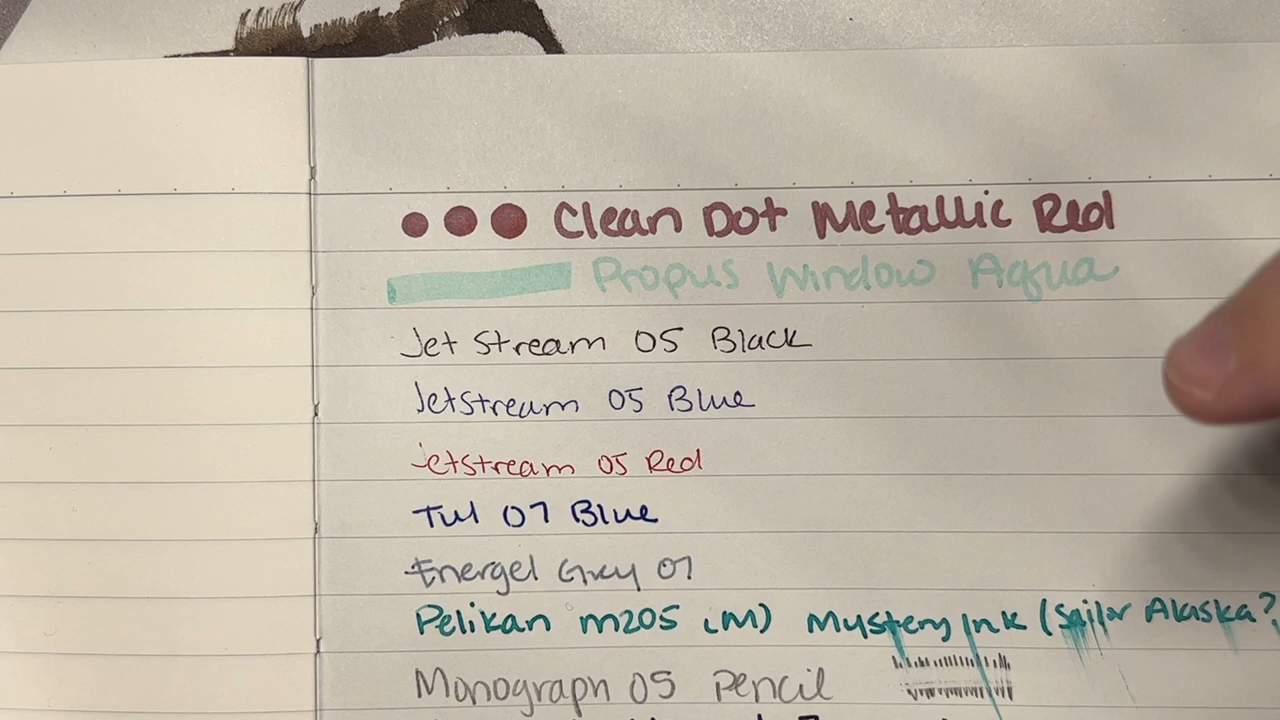 Clean Dot Metallic Red
Propus Window Aqua
Jet Stream 05 Black
Jetstream 05 Blue
Jetstream 05 Red
Tul 07 Blue
Energel Grey 07
Pelikan m205 (M) Mystery Ink (Sailor Alaska?
Monograph 05 Pencil